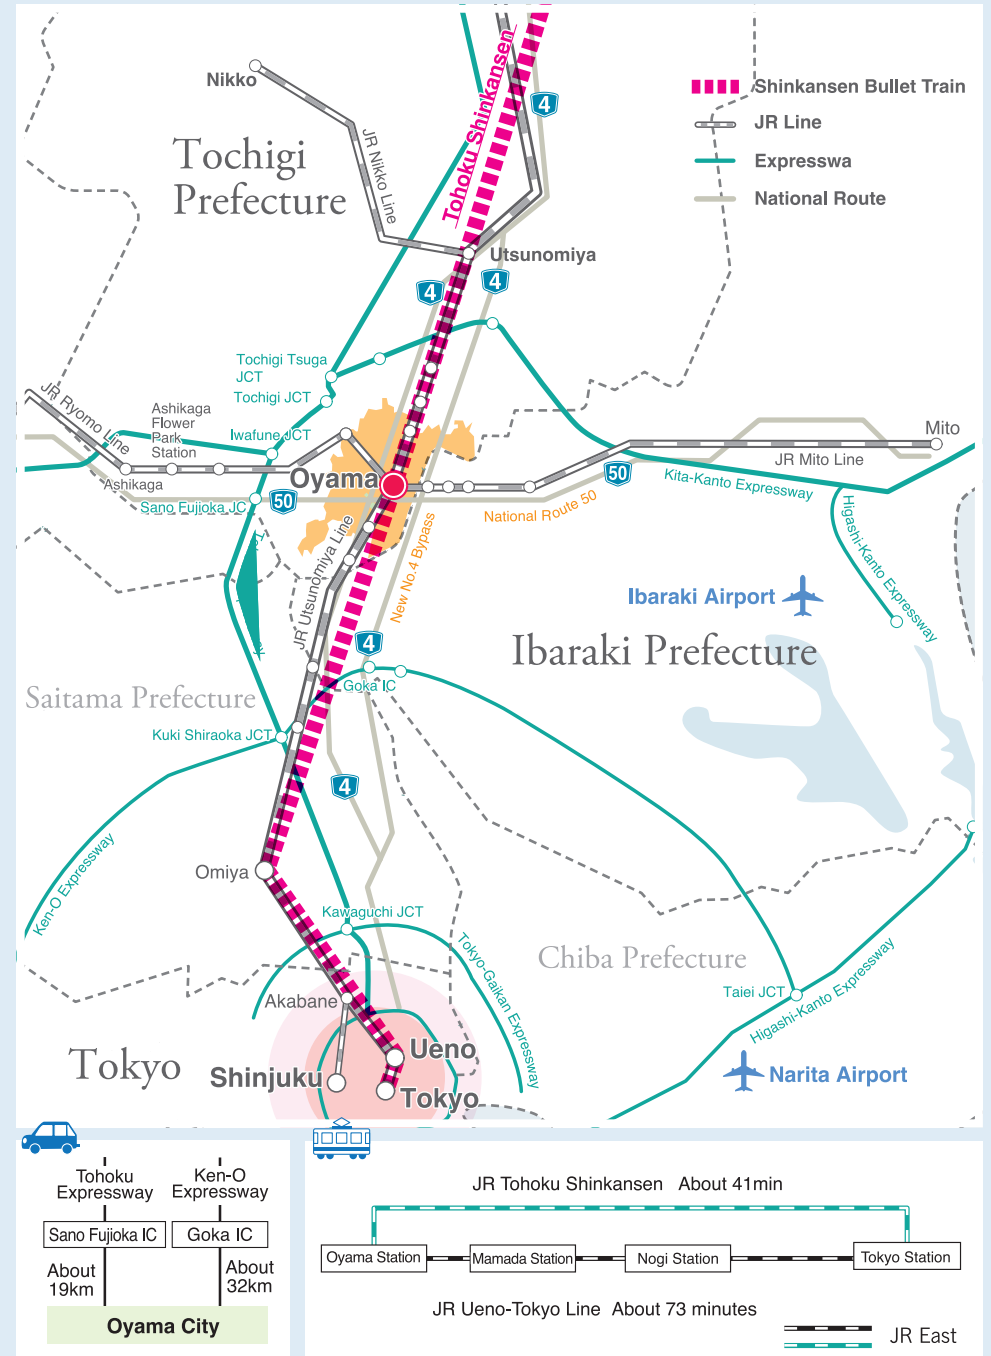 Nikko
Tochigi
Prefecture
JR Nikko Line
Tohoku Shinkansen
4
Shinkansen Bullet Train
JR Line
Expresswa
National Route
Utsunomiya
4
4
Tochigi Tsuga
JCT
Tochigi JCT
JR Ryomo Line
Ashikaga
Flower
Park
Station
Iwafune JCT
Mito
JR Mito Line
Ashikaga
Oyama
50
Kita-Kanto Expressway
Sano Fujioka JC
50
National Route 50
Higashi-Kanto Expressway
JR Utsunomiya Line
New No.4 Bypass
Ibaraki Airport
Ibaraki Prefecture
4
Goka IC
Saitama Prefecture
Kuki Shiraoka JCT
4
Ken-O Expressway
Omiya
Kawaguchi JCT
Tokyo-Gaikan Expressway
Chiba Prefecture
Taiei JCT
Higashi-Kanto Expressway
Akabane
Ueno
Tokyo
Shinjuku
Tokyo
Narita Airport
Tohoku
Expressway
Ken-O
Expressway
Sano Fujioka IC
Goka IC
About
19km
About
32km
Oyama City
JR Tohoku Shinkansen About 41min
Oyama Station
Mamada Station
Nogi Station
Tokyo Station
JR Ueno-Tokyo Line About 73 minutes
JR East